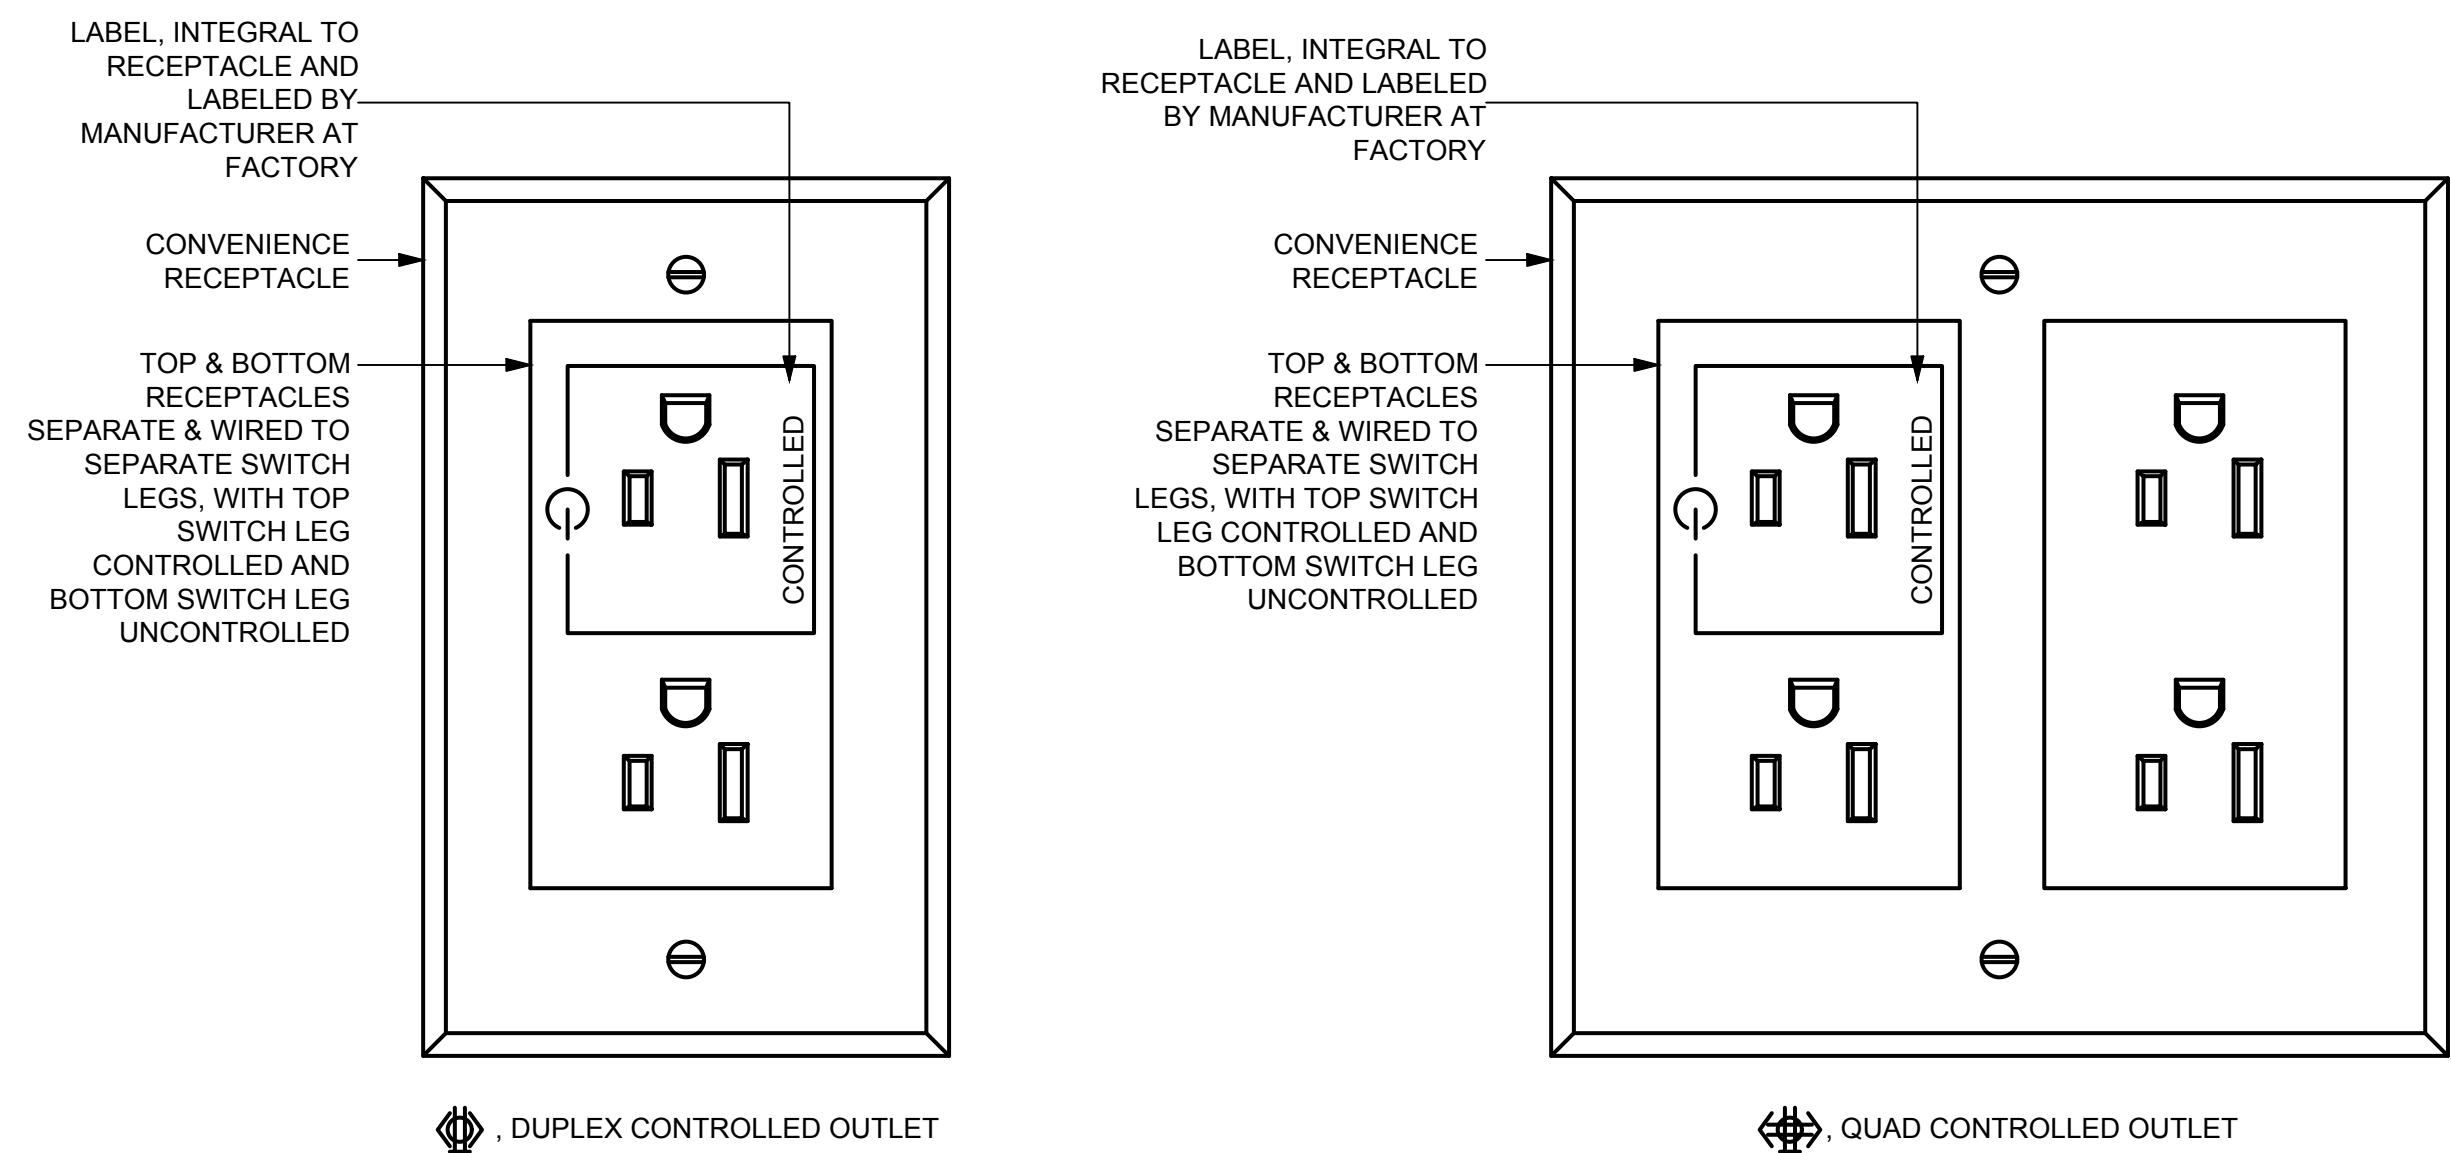 LABEL, INTEGRAL TO
RECEPTACLE AND
LABELED BY
MANUFACTURER AT
FACTORY
CONVENIENCE
RECEPTACLE
TOP & BOTTOM
RECEPTACLES
SEPARATE & WIRED TO
SEPARATE SWITCH
LEGS, WITH TOP
SWITCH LEG
CONTROLLED AND
BOTTOM SWITCH LEG
UNCONTROLLED
CONTROLLED
, DUPLEX CONTROLLED OUTLET
LABEL, INTEGRAL TO
RECEPTACLE AND LABELED
BY MANUFACTURER AT
FACTORY
CONVENIENCE
RECEPTACLE
TOP & BOTTOM
RECEPTACLES
SEPARATE & WIRED TO
SEPARATE SWITCH
LEGS, WITH TOP SWITCH
LEG CONTROLLED AND
BOTTOM SWITCH LEG
UNCONTROLLED
CONTROLLED
, QUAD CONTROLLED OUTLET